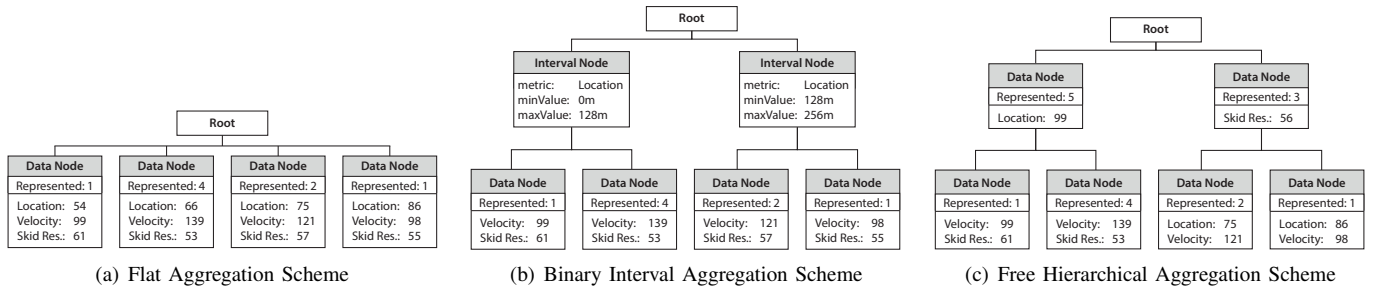 Root
Data Node
Represented: 1
Location: 54
Velocity: 99
Skid Res.: 61
Data Node
Represented: 4
Location: 66
Velocity: 139
Skid Res.: 53
Data Node
Represented: 2
Location: 75
Velocity: 121
Skid Res.: 57
Data Node
Represented: 1
Location: 86
Velocity: 98
Skid Res.: 55
(a) Flat Aggregation Scheme
Root
Interval Node
metric: Location
minValue: 0m
maxValue: 128m
Interval Node
metric: Location
minValue: 128m
maxValue: 256m
Data Node
Represented: 1
Velocity: 99
Skid Res.: 61
Data Node
Represented: 4
Velocity: 139
Skid Res.: 53
Data Node
Represented: 2
Velocity: 121
Skid Res.: 57
Data Node
Represented: 1
Velocity: 98
Skid Res.: 55
(b) Binary Interval Aggregation Scheme
Root
Data Node
Represented: 5
Location: 99
Data Node
Represented: 3
Skid Res.: 56
Data Node
Represented: 1
Velocity: 99
Skid Res.: 61
Data Node
Represented: 4
Velocity: 139
Skid Res.: 53
Data Node
Represented: 2
Location: 75
Velocity: 121
Data Node
Represented: 1
Location: 86
Velocity: 98
(c) Free Hierarchical Aggregation Scheme